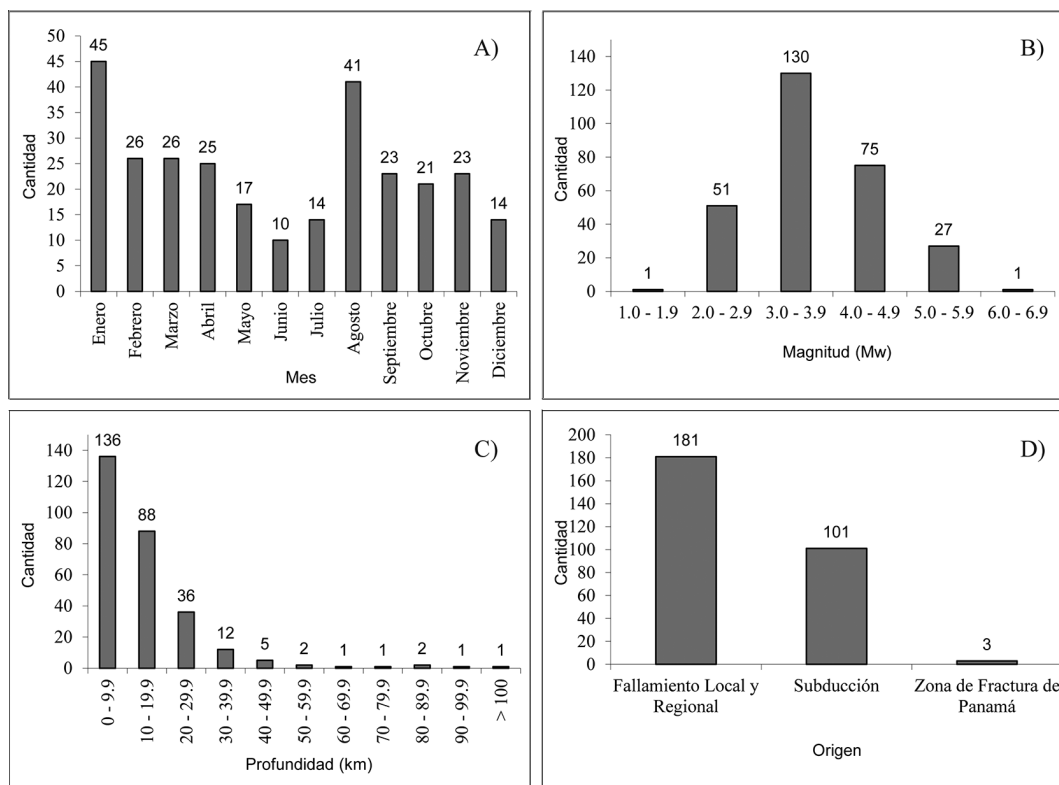 A)
Cantidad
50
45
40
35
30
25
20
15
10
5
0
45
26
26
25
17
10
14
41
23
21
23
14
Enero
Febrero
Marzo
Abril
Mayo
Junio
Julio
Agosto
Septiembre
Octubre
Noviembre
Diciembre
Mes
B)
Cantidad
140
120
100
80
60
40
20
0
1
51
130
75
27
1
1.0 - 1.9
2.0 - 2.9
3.0 - 3.9
4.0 - 4.9
5.0 - 5.9
6.0 - 6.9
Magnitud (Mw)
C)
Cantidad
140
120
100
80
60
40
20
0
136
88
36
12
5
2
1
1
2
1
1
0 - 9.9
10 - 19.9
20 - 29.9
30 - 39.9
40 - 49.9
50 - 59.9
60 - 69.9
70 - 79.9
80 - 89.9
90 - 99.9
> 100
Profundidad (km)
D)
Cantidad
200
180
160
140
120
100
80
60
40
20
0
181
101
3
Fallamiento Local y
Regional
Subducción
Zona de Fractura de
Panamá
Origen